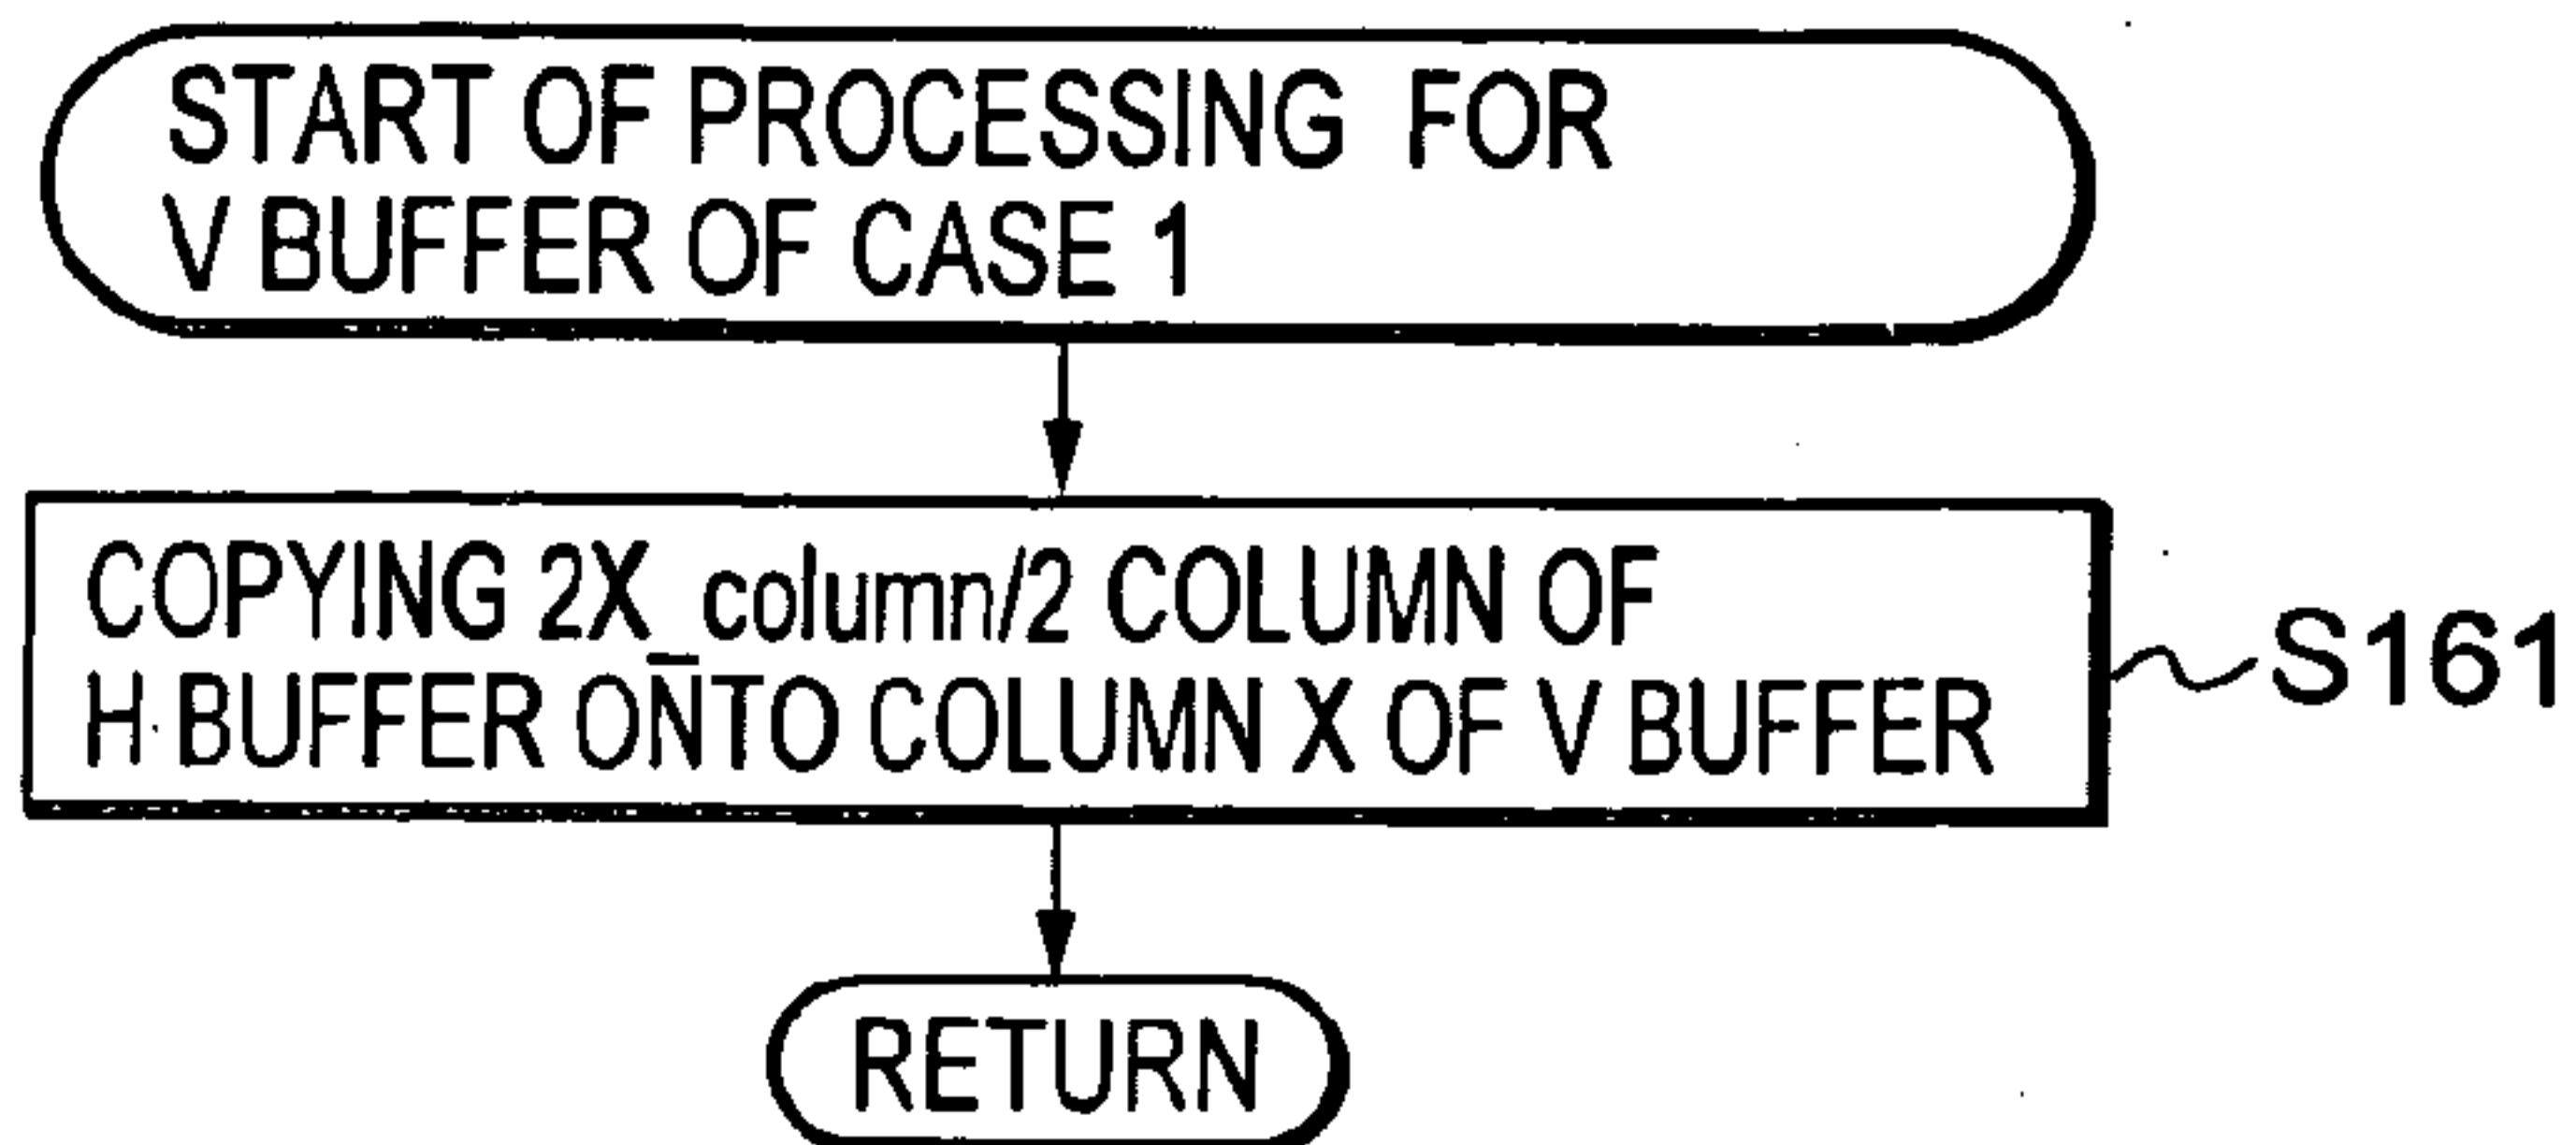 START OF PROCESSING FOR
V BUFFER OF CASE 1
COPYING 2X_column/2 COLUMN OF
H BUFFER ONTO COLUMN X OF V BUFFER
S161
RETURN